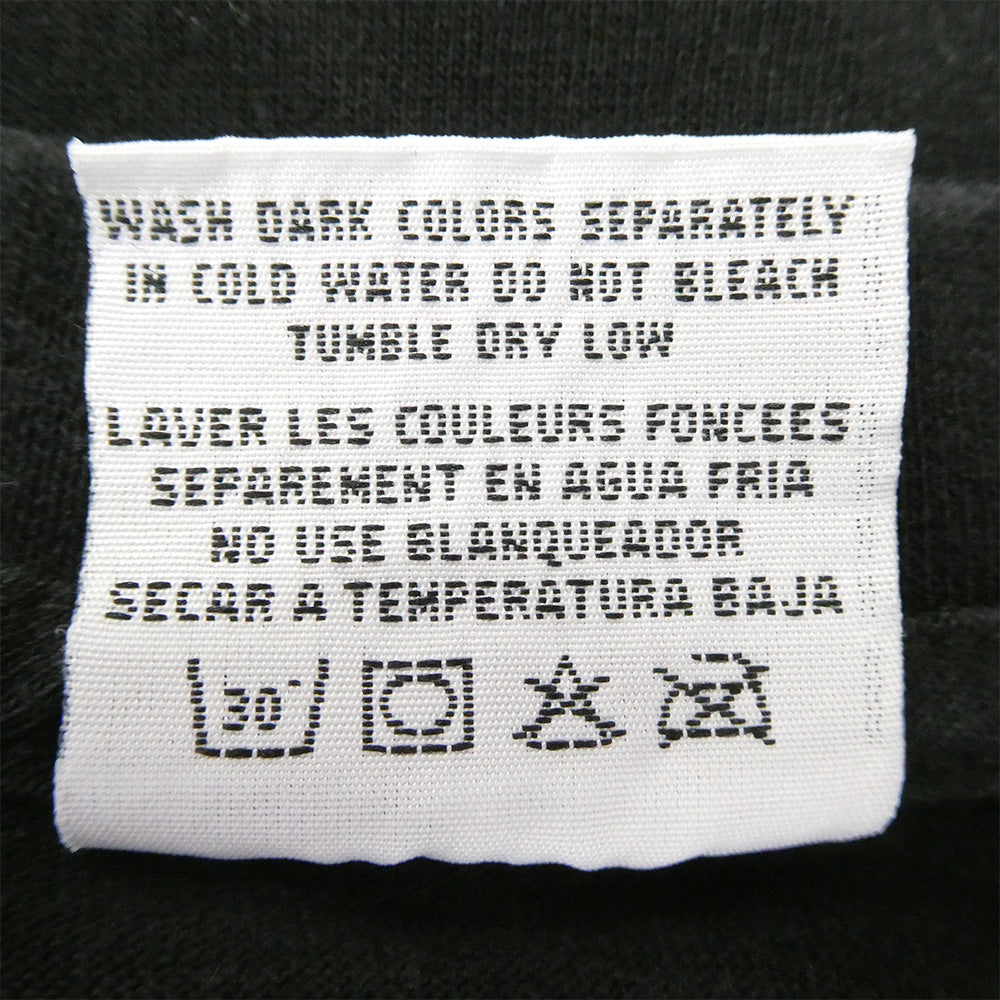 WASH DARK COLORS SEPARATELY
IN COLD WATER DO NOT BLEACH
TUMBLE DRY LOW
LAVER LES COULEURS FONCEES
SEPAREMENT EN AGUA FRIA
NO USE BLANQUEADOR
SECAR A TEMPERATURA BAJA
30°